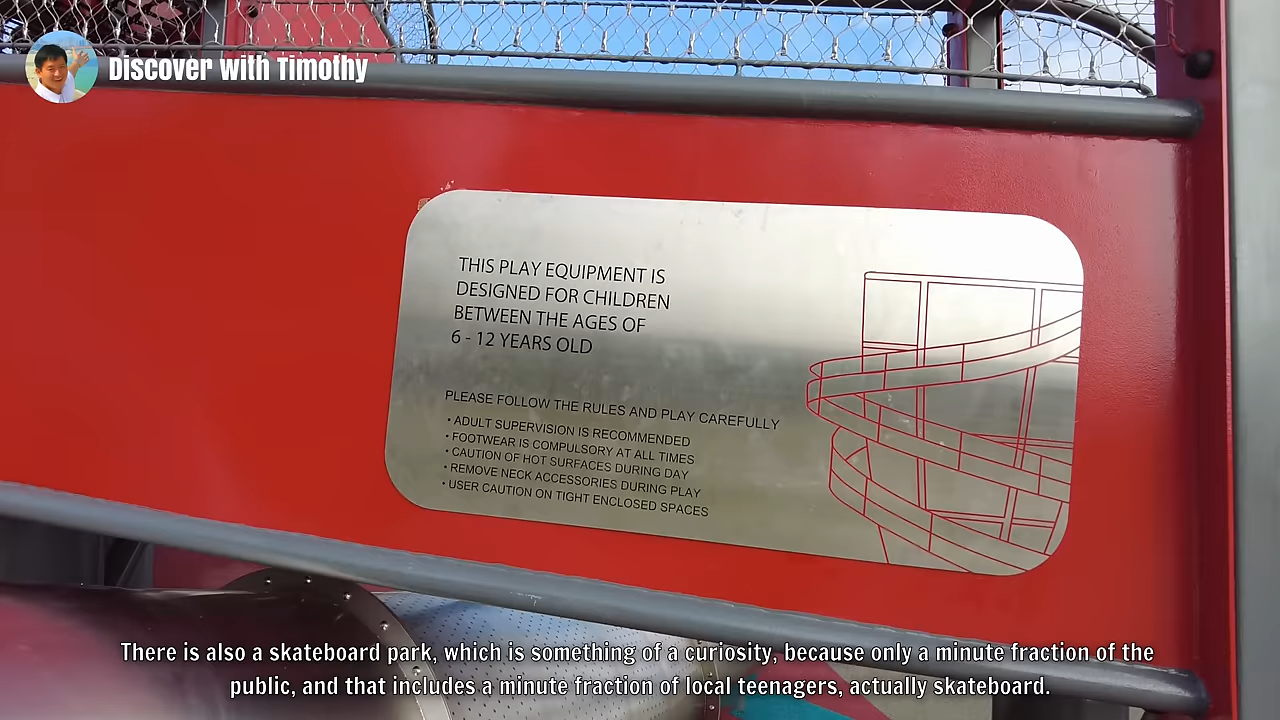 Discover with Timothy
THIS PLAY EQUIPMENT IS
DESIGNED FOR CHILDREN
BETWEEN THE AGES OF
6 - 12 YEARS OLD
PLEASE FOLLOW THE RULES AND PLAY CAREFULLY
• ADULT SUPERVISION IS RECOMMENDED
• FOOTWEAR IS COMPULSORY AT ALL TIMES
• CAUTION OF HOT SURFACES DURING DAY
• REMOVE NECK ACCESSORIES DURING PLAY
• USER CAUTION ON TIGHT ENCLOSED SPACES
There is also a skateboard park, which is something of a curiosity, because only a minute fraction of the
public, and that includes a minute fraction of local teenagers, actually skateboard.